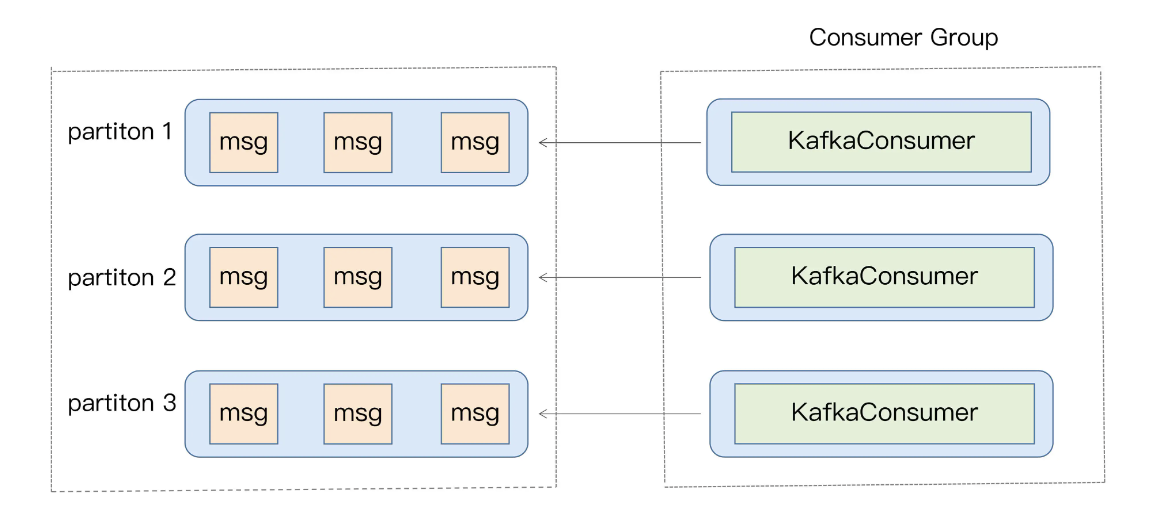 Consumer Group
partiton 1
msg msg msg
KafkaConsumer
partiton 2
msg msg msg
KafkaConsumer
partiton 3
msg msg msg
KafkaConsumer